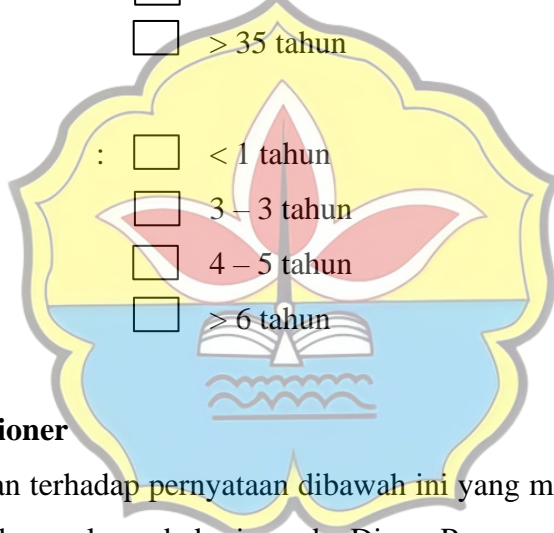 > 35 tahun
: < 1 tahun
3 – 3 tahun
4 – 5 tahun
> 6 tahun
ioner
an terhadap pernyataan dibawah ini yang m